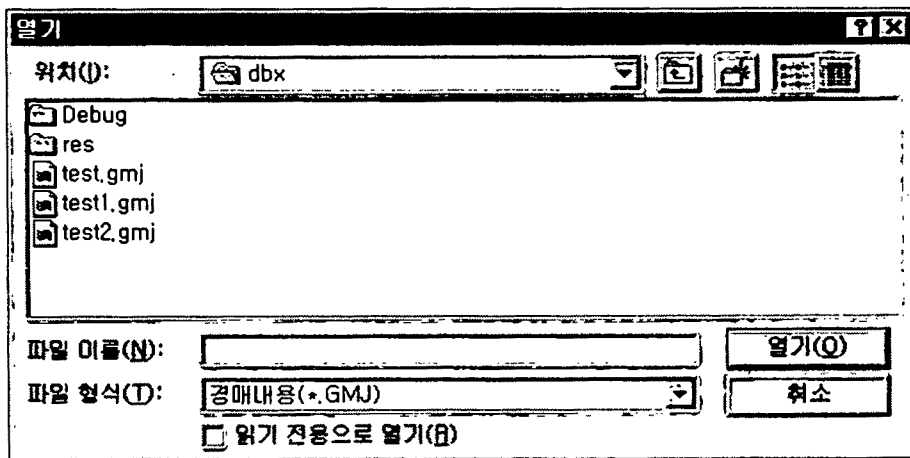 열기
위치(I): dbx
Debug
res
test.gmj
test1.gmj
test2.gmj
파일 이름(N): 열기(O)
파일 형식(T): 경매내용(*.GMJ) 취소
읽기 전용으로 열기(R)